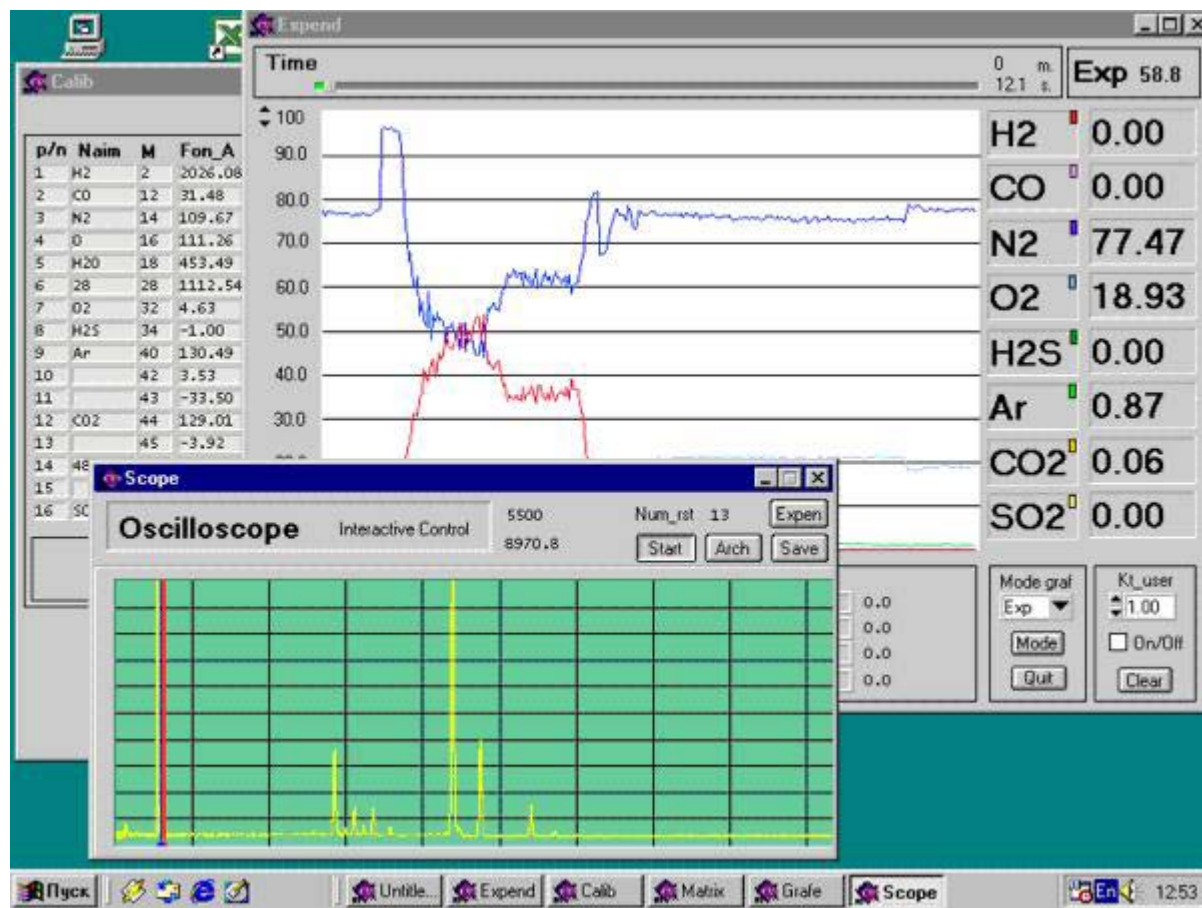 Expend
Time
0 m.
12.1 s.
Exp 58.8
Calib
p/n Naim M Fon_A
1 H2 2 2026.08
2 CO 12 31.48
3 N2 14 109.67
4 O 16 111.26
5 H2O 18 453.49
6 28 28 1112.54
7 O2 32 4.63
8 H2S 34 -1.00
9 Ar 40 130.49
10 42 3.53
11 43 -33.50
12 CO2 44 129.01
13 45 -3.92
14 48
15
16 SO
100
90.0
80.0
70.0
60.0
50.0
40.0
30.0
H2 0.00
CO 0.00
N2 77.47
O2 18.93
H2S 0.00
Ar 0.87
CO2 0.06
SO2 0.00
Scope
Oscilloscope Interactive Control
5500
8970.8
Num_rst 13
Expen
Start Arch Save
0.0
0.0
0.0
0.0
Mode graf
Exp
Mode
Quit
Kt_user
1.00
On/Off
Clear
Пуск Untitle... Expend Calib Matrix Grafe Scope En 12:53